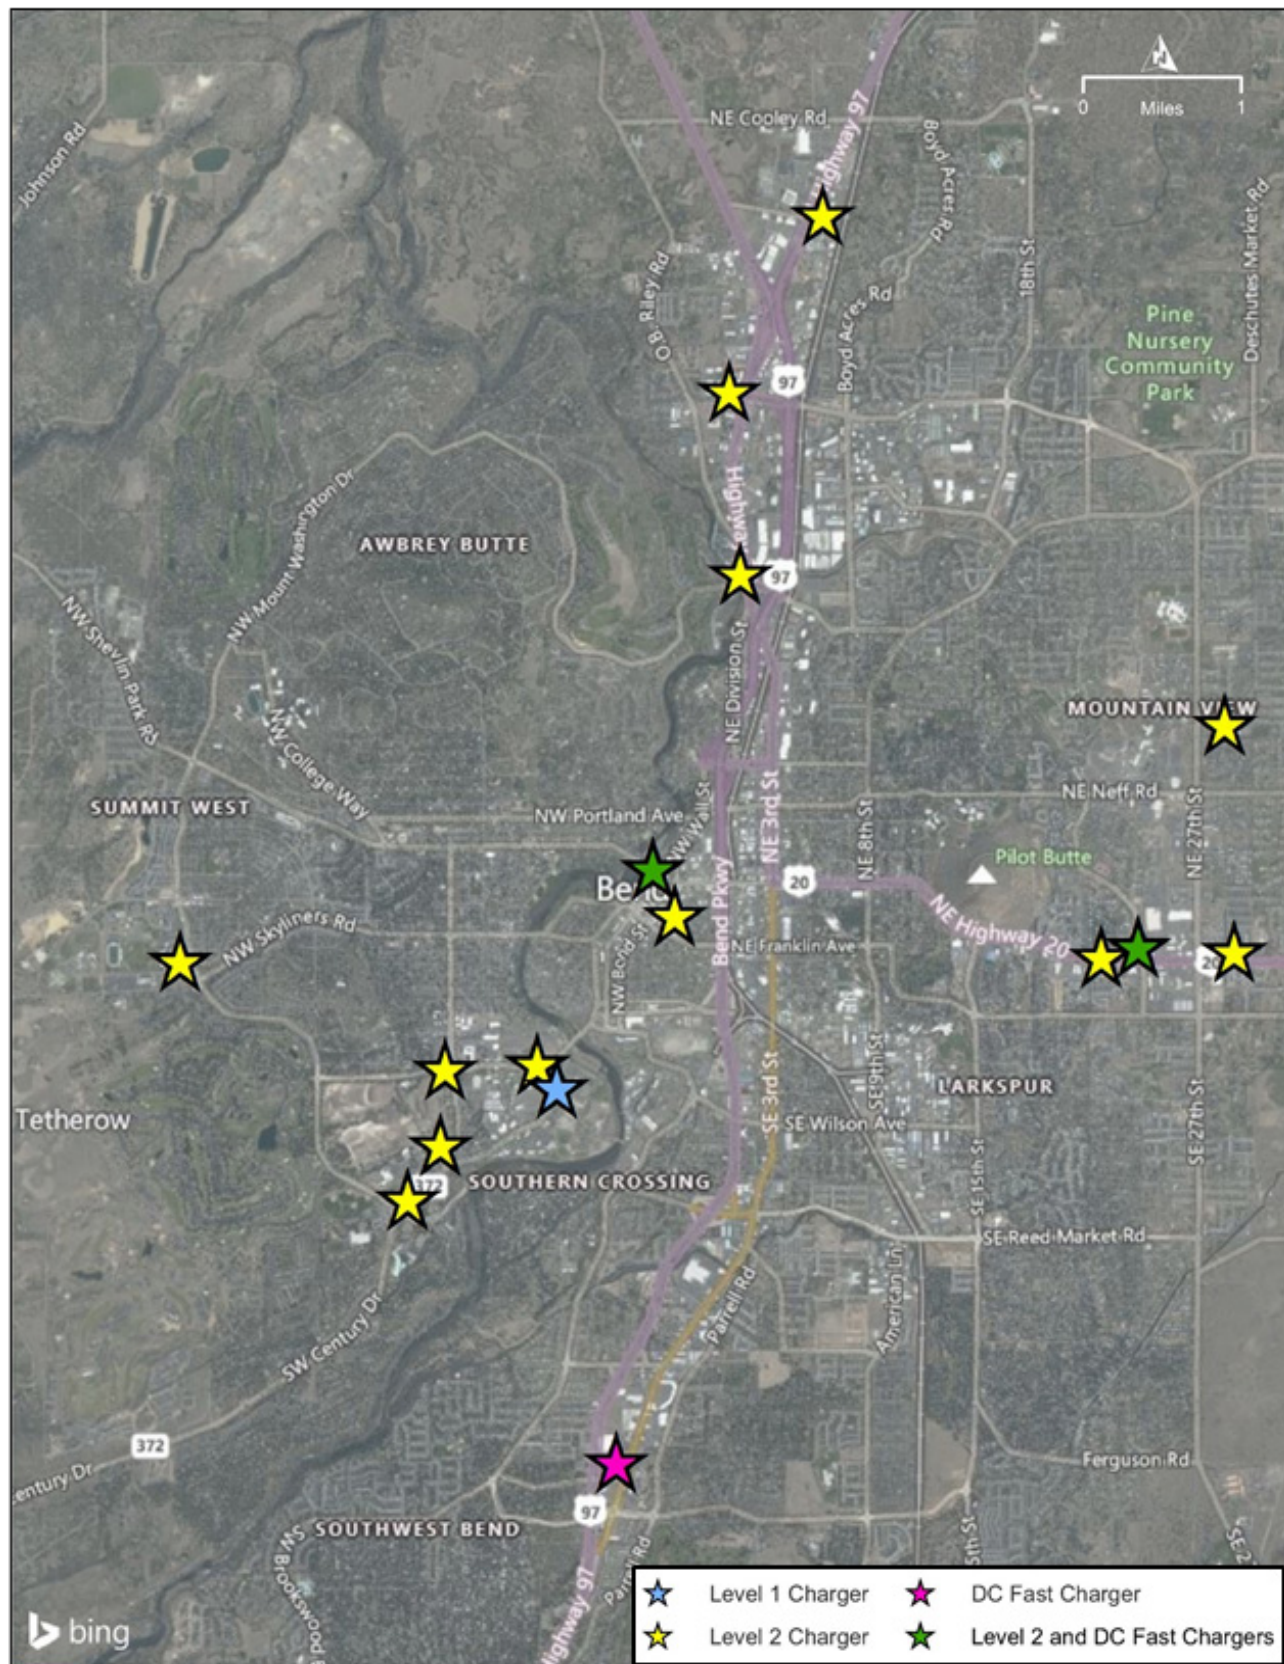 0 Miles 1
NE Cooley Rd
Highway 97
Johnson Rd
Boyd Acres Rd
18th St
Deschutes Market Rd
O.B. Riley Rd
Boyd Acres Rd
Pine
Nursery
Community
Park
97
NW Mount Washington Dr
AWBREY BUTTE
97
NW Shevlin Park Rd
NE Division St
MOUNTAIN VIEW
NW College Way
SUMMIT WEST
NE Neff Rd
NW Portland Ave
NW Wall St
NE 3rd St
NE 8th St
NE 27th St
Pilot Butte
Bend
20
Bend Pkwy
NW Skyliners Rd
NW Bond St
NE Franklin Ave
NE Highway 20
20
SE 3rd St
SE 9th St
LARKSPUR
Tetherow
SE Wilson Ave
SE 27th St
SE 15th St
372
SOUTHERN CROSSING
SE Reed Market Rd
American Ln
Parrell Rd
SW Century Dr
372
Century Dr
Ferguson Rd
97
SOUTHWEST BEND
5th St
Parrell Rd
SW Brookswood
Highway 97
Level 1 Charger
DC Fast Charger
Level 2 Charger
Level 2 and DC Fast Chargers
bing